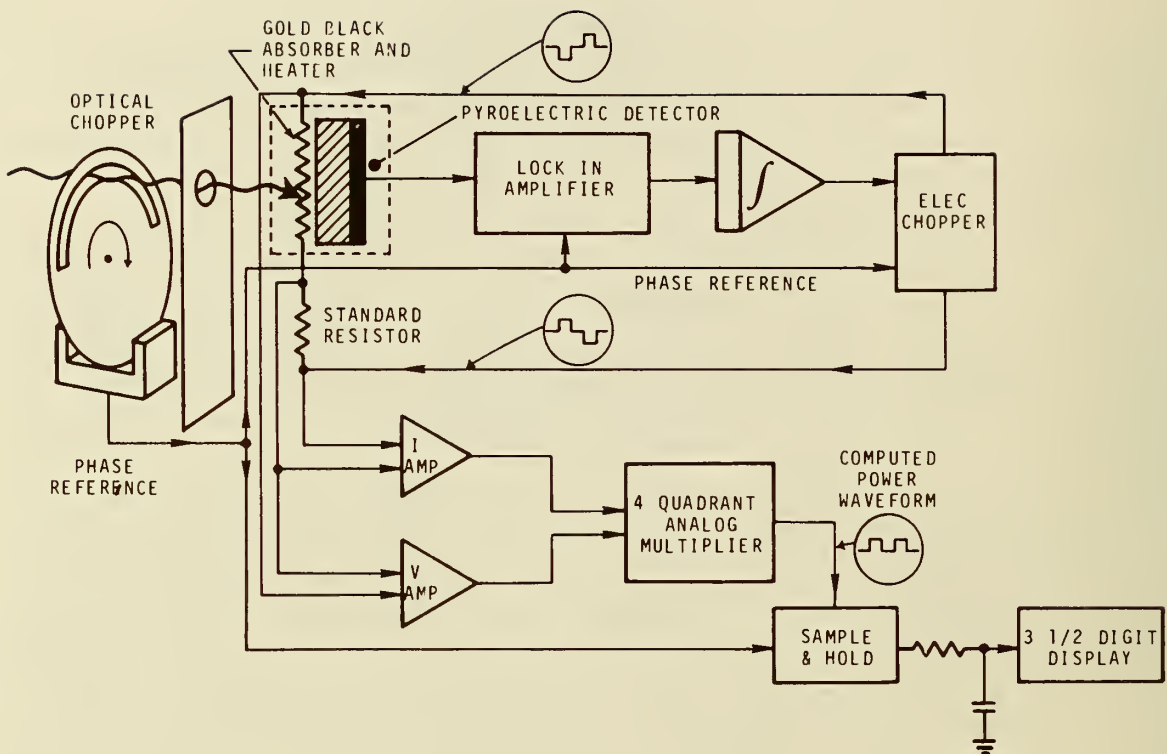 GOLD BLACK
ABSORBER AND
HEATER
OPTICAL
CHOPPER
PYROELECTRIC DETECTOR
LOCK IN
AMPLIFIER
∫
ELEC
CHOPPER
PHASE REFERENCE
STANDARD
RESISTOR
PHASE
REFERENCE
I
AMP
V
AMP
4 QUADRANT
ANALOG
MULTIPLIER
COMPUTED
POWER
WAVEFORM
SAMPLE
& HOLD
3 1/2 DIGIT
DISPLAY